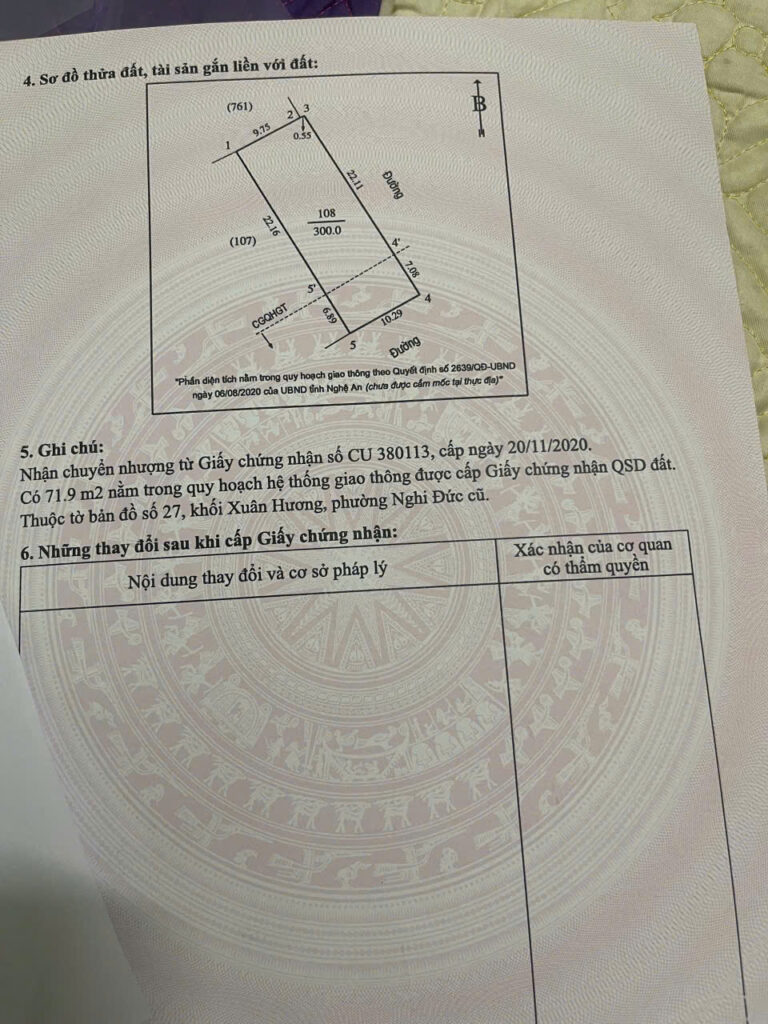 4. Sơ đồ thửa đất, tài sản gắn liền với đất:
(761)
B
2
3
9.75
0.55
1
22.11
Đường
108
300.0
22.16
(107)
4'
7.08
5'
CGQHGT
6.89
10.29
4
5
Đường
"Phần diện tích nằm trong quy hoạch giao thông theo Quyết định số 2639/QĐ-UBND
ngày 06/08/2020 của UBND tỉnh Nghệ An (chưa được cắm mốc tại thực địa)"
5. Ghi chú:
Nhận chuyển nhượng từ Giấy chứng nhận số CU 380113, cấp ngày 20/11/2020.
Có 71.9 m2 nằm trong quy hoạch hệ thống giao thông được cấp Giấy chứng nhận QSD đất.
Thuộc tờ bản đồ số 27, khối Xuân Hương, phường Nghi Đức cũ.
6. Những thay đổi sau khi cấp Giấy chứng nhận:
Nội dung thay đổi và cơ sở pháp lý
Xác nhận của cơ quan
có thẩm quyền